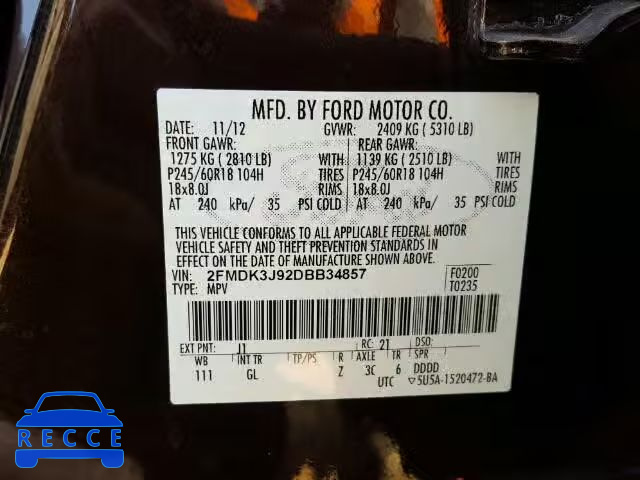 MFD. BY FORD MOTOR CO.
DATE: 11/12 GVWR: 2409 KG ( 5310 LB)
FRONT GAWR: REAR GAWR:
1275 KG ( 2810 LB) WITH 1139 KG ( 2510 LB) WITH
P245/60R18 104H TIRES P245/60R18 104H TIRES
18x8.0J RIMS 18x8.0J RIMS
AT 240 kPa/ 35 PSI COLD AT 240 kPa/ 35 PSI COLD
Ford
THIS VEHICLE CONFORMS TO ALL APPLICABLE FEDERAL MOTOR
VEHICLE SAFETY AND THEFT PREVENTION STANDARDS IN
EFFECT ON THE DATE OF MANUFACTURE SHOWN ABOVE.
VIN: 2FMDK3J92DBB34857 F0200
TYPE: MPV T0235
EXT PNT: J1 RC: 21 DSO:
WB INT TR TP/PS R AXLE TR SPR
111 GL Z 3C 6 DDDD
UTC ▽5U5A-1520472-BA
RECCE